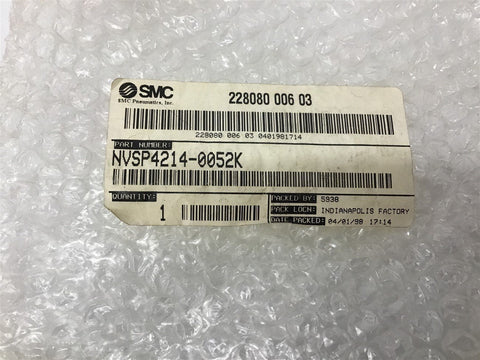 SMC
SMC Pneumatics, Inc.
228080 006 03
228080 006 03 0401981714
PART NUMBER:
NVSP4214-0052K
QUANTITY:
1
PACKED BY: 5938
PACK LOCN: INDIANAPOLIS FACTORY
DATE PACKED: 04/01/98 17:14